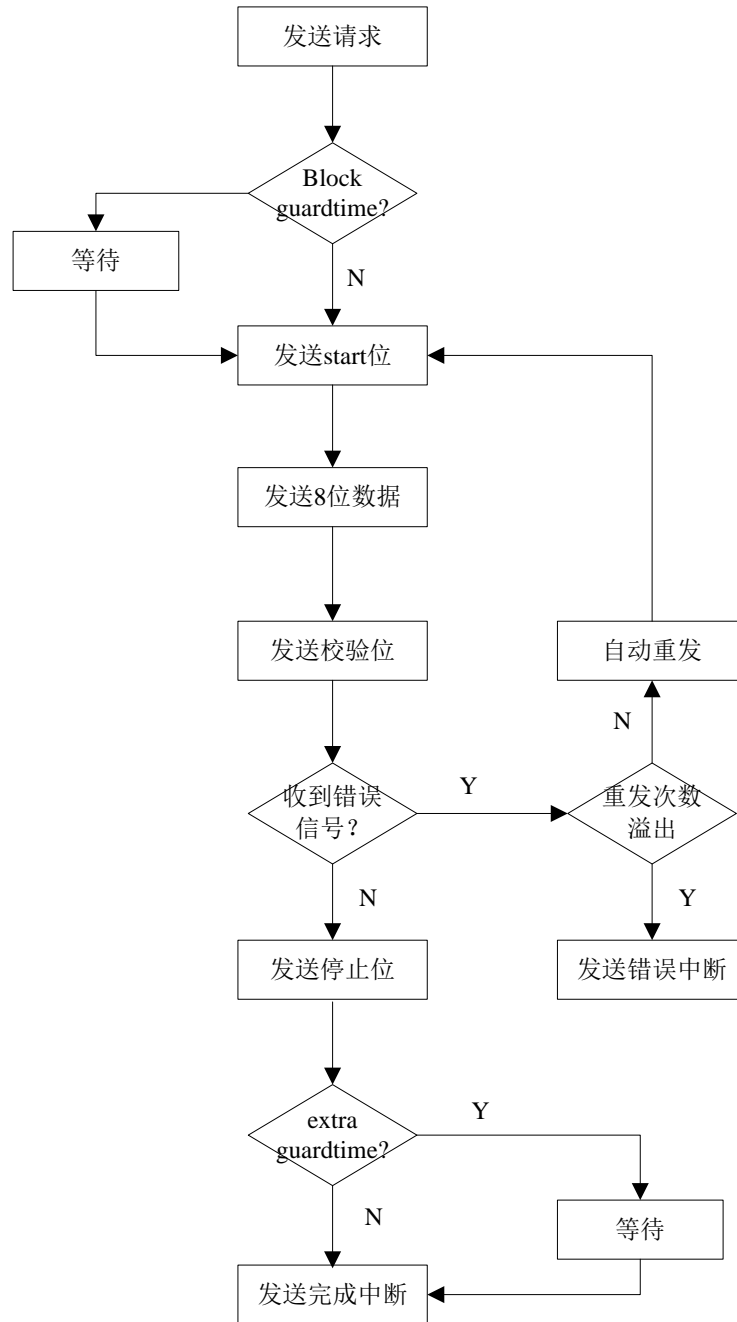 发送请求
Block
guardtime?
等待
N
发送start位
发送8位数据
发送校验位
自动重发
N
收到错误
信号？
Y
重发次数
溢出
N
Y
发送停止位
发送错误中断
extra
guardtime?
Y
N
等待
发送完成中断